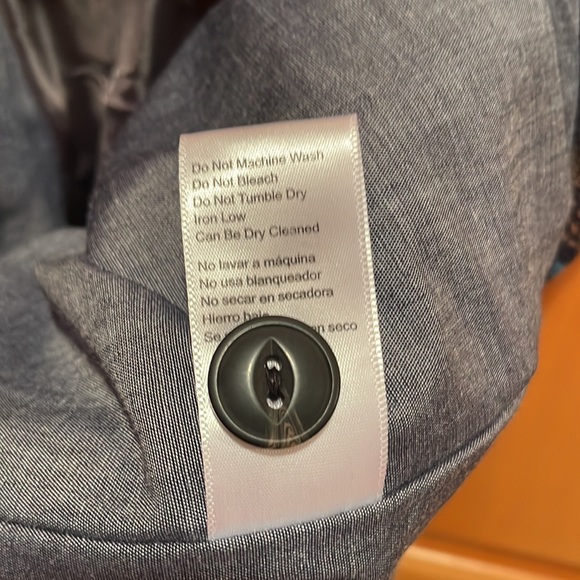 Do Not Machine Wash
Do Not Bleach
Do Not Tumble Dry
Iron Low
Can Be Dry Cleaned
No lavar a máquina
No usa blanqueador
No secar en secadora
Hierro bajo
Se en seco